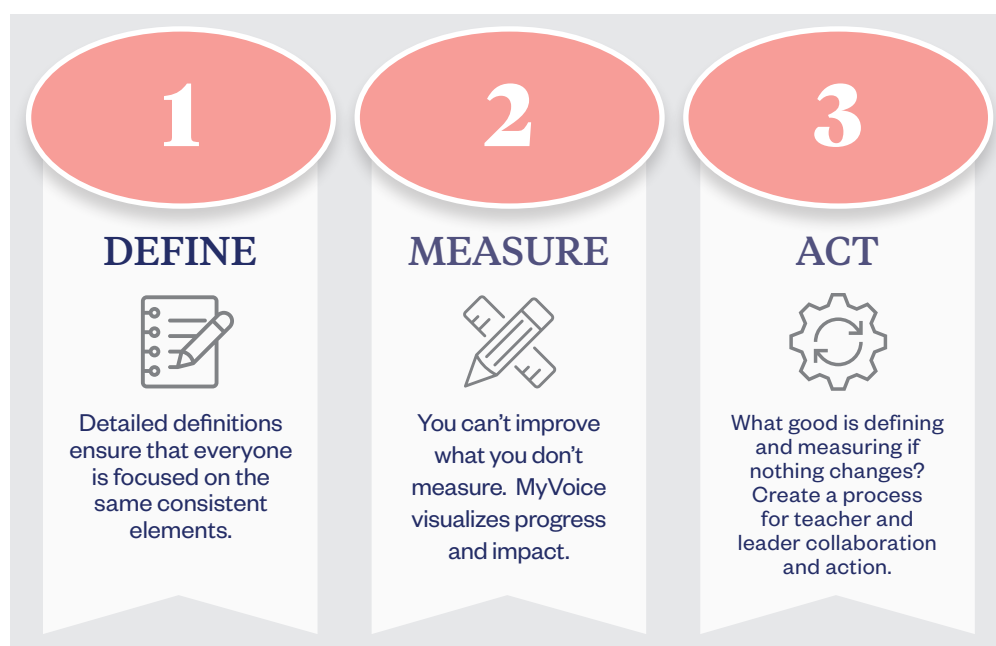 1
DEFINE
Detailed definitions
ensure that everyone
is focused on the
same consistent
elements.
2
MEASURE
You can’t improve
what you don’t
measure.  MyVoice
visualizes progress
and impact.
3
ACT
What good is defining
and measuring if
nothing changes?
Create a process
for teacher and
leader collaboration
and action.